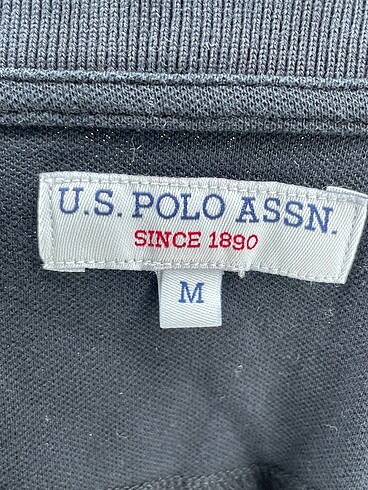 U.S. POLO ASSN.
SINCE 1890
M